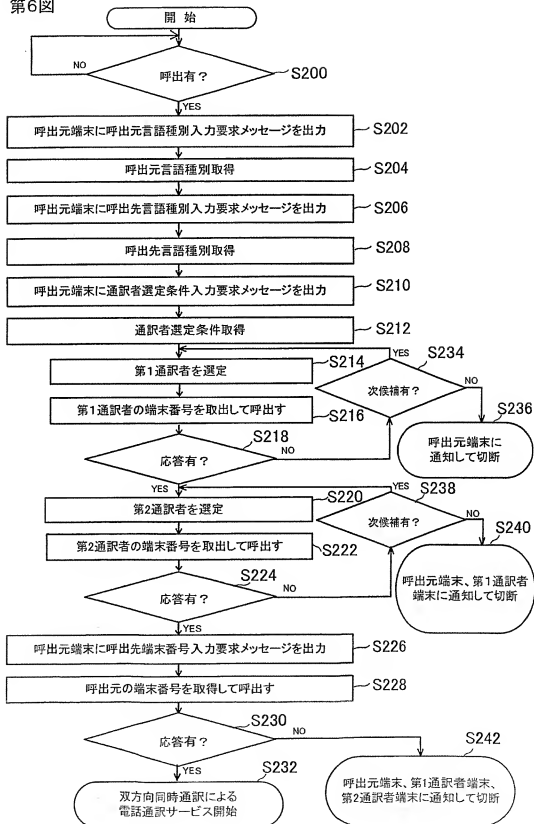 第6図
開 始
NO
呼出有?
S200
YES
呼出元端末に呼出元言語種別入力要求メッセージを出力
S202
呼出元言語種別取得
S204
呼出元端末に呼出先言語種別入力要求メッセージを出力
S206
呼出先言語種別取得
S208
呼出元端末に通訳者選定条件入力要求メッセージを出力
S210
通訳者選定条件取得
S212
YES
S234
第1通訳者を選定
S214
次候補有?
NO
第1通訳者の端末番号を取出して呼出す
S216
S236
呼出元端末に
通知して切断
S218
応答有?
NO
YES
YES
S238
第2通訳者を選定
S220
次候補有?
NO
S240
第2通訳者の端末番号を取出して呼出す
S222
呼出元端末、第1通訳者
端末に通知して切断
S224
応答有?
NO
YES
呼出元端末に呼出先端末番号入力要求メッセージを出力
S226
呼出元の端末番号を取得して呼出す
S228
S230
応答有?
NO
S242
YES
S232
双方向同時通訳による
電話通訳サービス開始
呼出元端末、第1通訳者端末、
第2通訳者端末に通知して切断